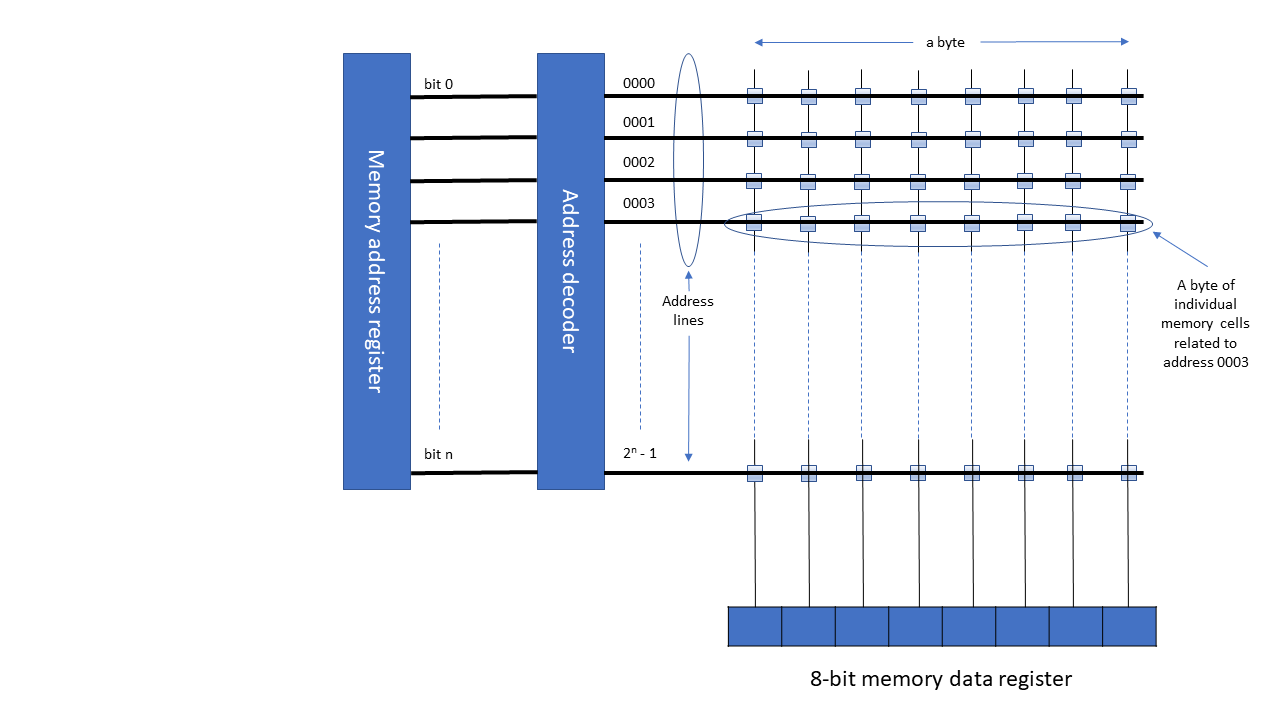 a byte
bit 0
0000
0001
0002
0003
Memory address register
Address decoder
Address
lines
A byte of
individual
memory cells
related to
address 0003
bit n
2ⁿ - 1
8-bit memory data register